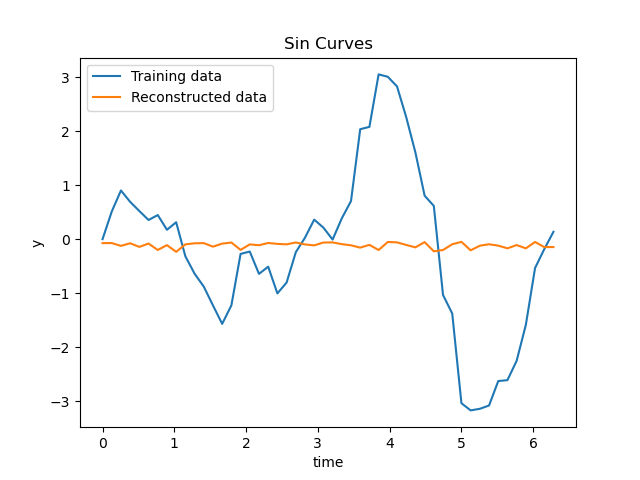 Sin Curves
Training data
Reconstructed data
3
2
1
0
−1
−2
−3
y
0 1 2 3 4 5 6
time